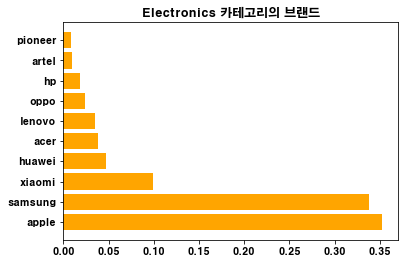 Electronics 카테고리의 브랜드
pioneer
artel
hp
oppo
lenovo
acer
huawei
xiaomi
samsung
apple
0.00 0.05 0.10 0.15 0.20 0.25 0.30 0.35